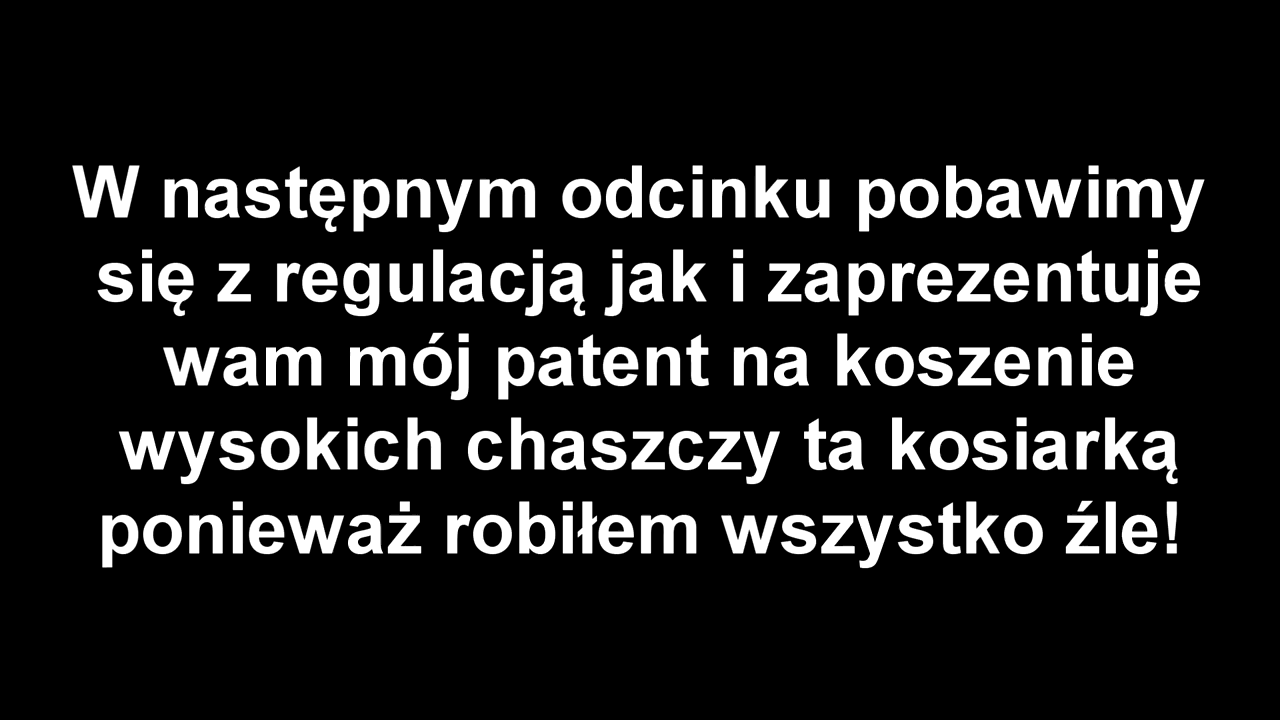 W następnym odcinku pobawimy
się z regulacją jak i zaprezentuje
wam mój patent na koszenie
wysokich chaszczy ta kosiarką
ponieważ robiłem wszystko źle!